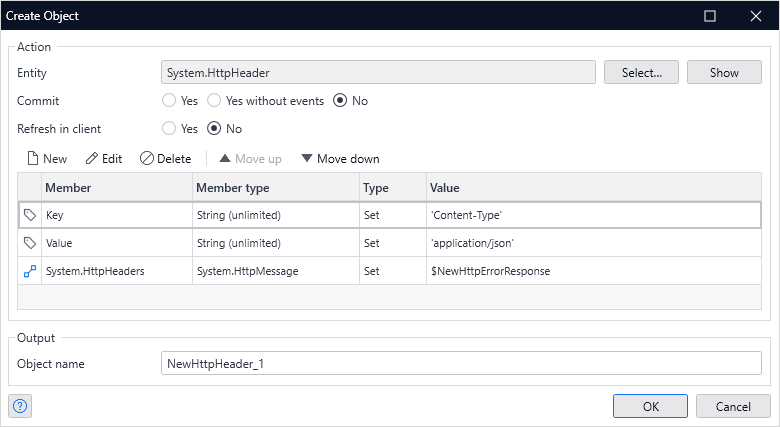 Create Object
Action
Entity System.HttpHeader Select... Show
Commit Yes Yes without events No
Refresh in client Yes No
New Edit Delete Move up Move down
Member Member type Type Value
Key String (unlimited) Set 'Content-Type'
Value String (unlimited) Set 'application/json'
System.HttpHeaders System.HttpMessage Set $NewHttpErrorResponse
Output
Object name NewHttpHeader_1
? OK Cancel